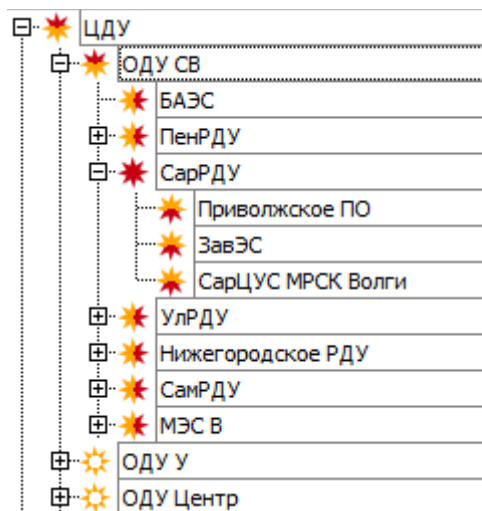 ЦДУ
ОДУ СВ
БАЭС
ПенРДУ
СарРДУ
Приволжское ПО
ЗавЭС
СарЦУС МРСК Волги
УлРДУ
Нижегородское РДУ
СамРДУ
МЭС В
ОДУ У
ОДУ Центр